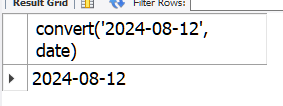 Result Grid Filter Rows:
convert('2024-08-12',
date)
2024-08-12